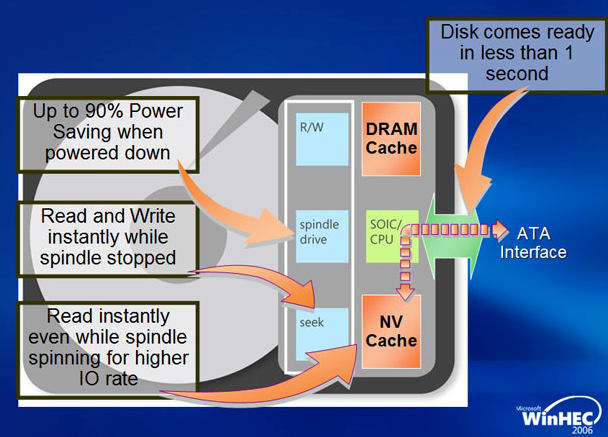 Disk comes ready
in less than 1
second
Up to 90% Power
Saving when
powered down
R/W
DRAM
Cache
Read and Write
instantly while
spindle stopped
spindle
drive
SOIC/
CPU
ATA
Interface
Read instantly
even while spindle
spinning for higher
IO rate
seek
NV
Cache
Microsoft
WinHEC
2006